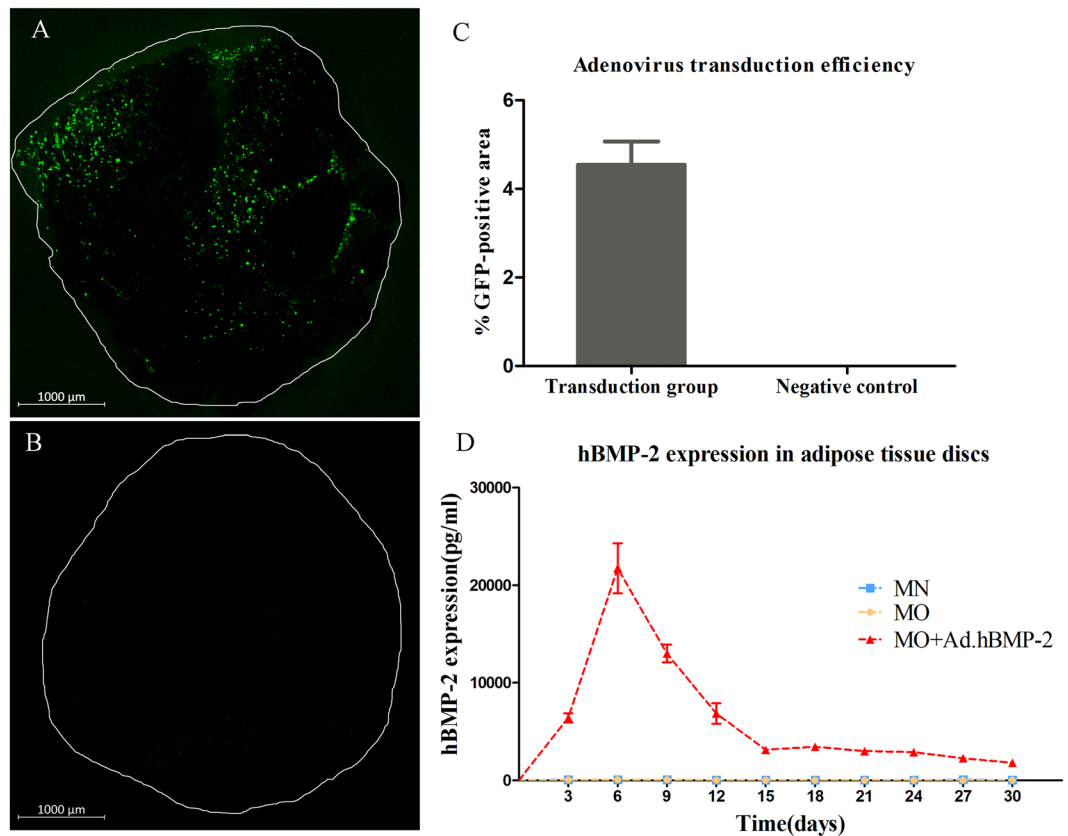 A
1000 μm
B
1000 μm
C
Adenovirus transduction efficiency
% GFP-positive area
6
4
2
0
Transduction group
Negative control
D
hBMP-2 expression in adipose tissue discs
hBMP-2 expression(pg/ml)
30000
20000
10000
0
MN
MO
MO+Ad.hBMP-2
3 6 9 12 15 18 21 24 27 30
Time(days)